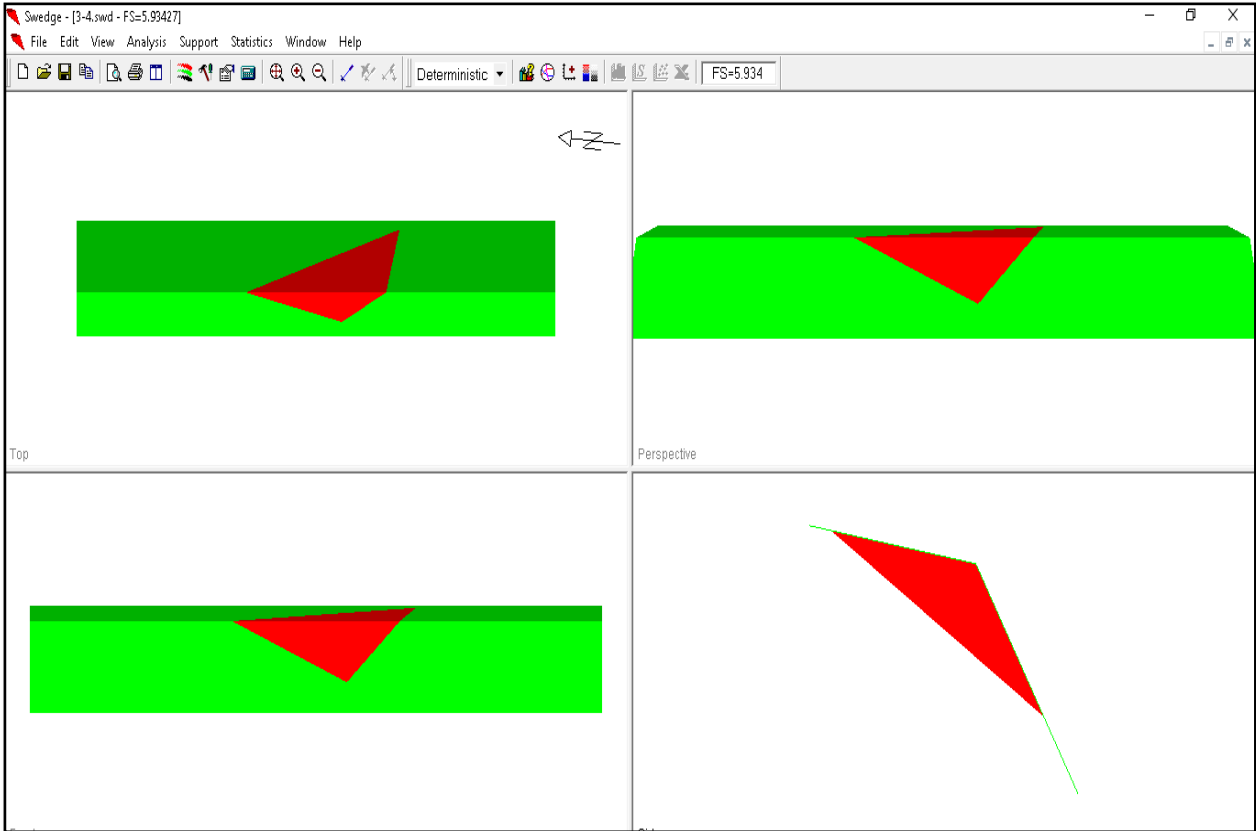 Swedge - [3-4.swd - FS=5.93427]
File Edit View Analysis Support Statistics Window Help
Deterministic
FS=5.934
Top
Perspective